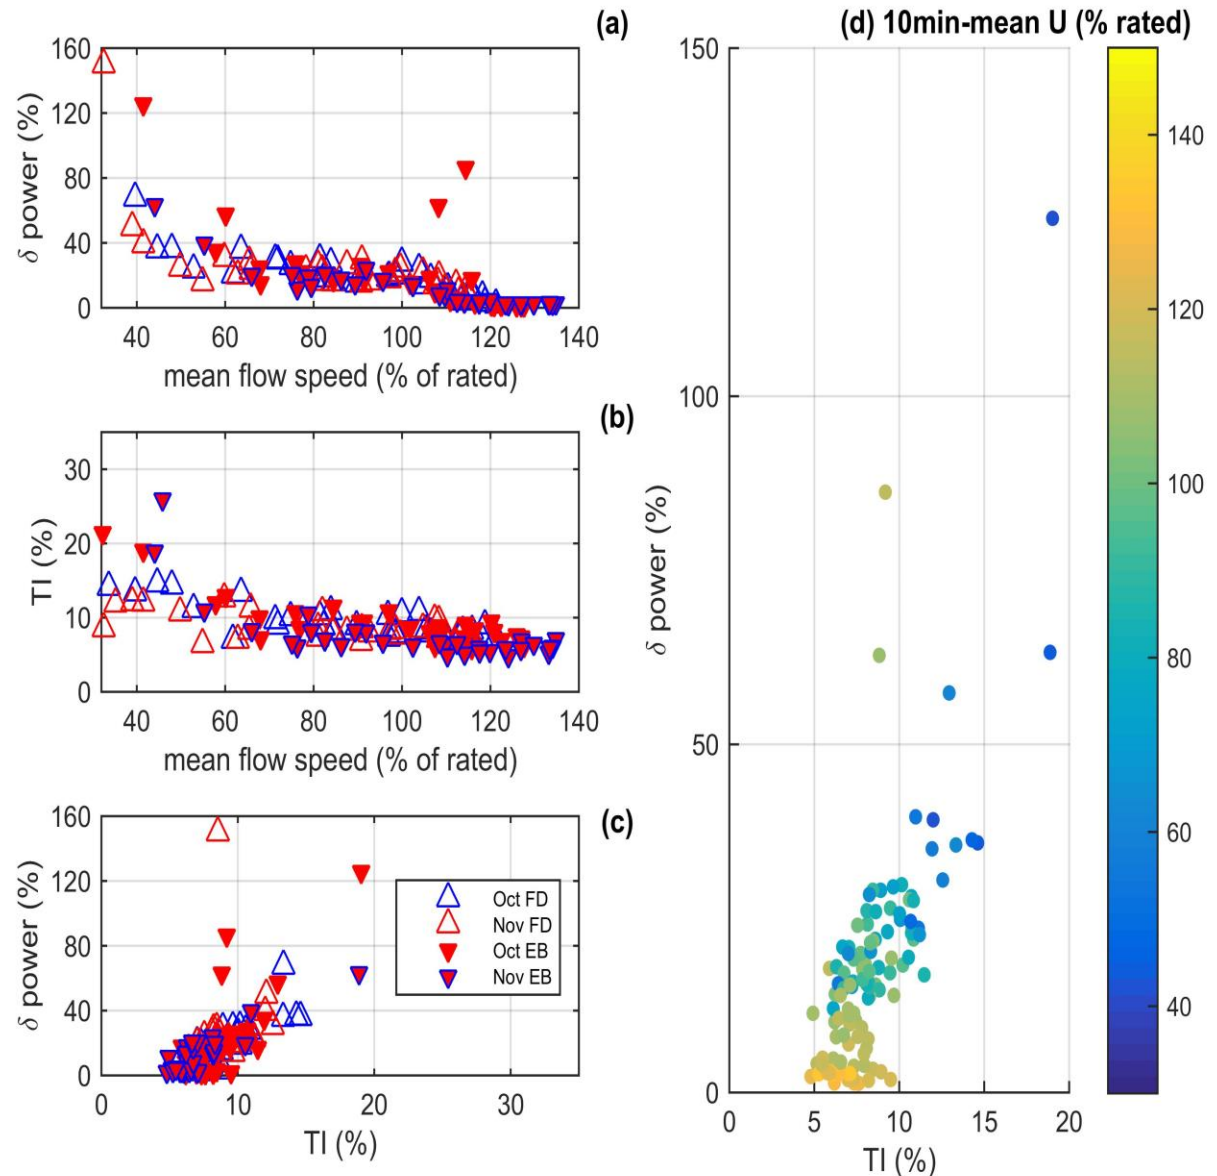 (a)
160
120
80
40
0
δ power (%)
40 60 80 100 120 140
mean flow speed (% of rated)
(b)
30
20
10
0
TI (%)
40 60 80 100 120 140
mean flow speed (% of rated)
(c)
160
120
80
40
0
δ power (%)
Oct FD
Nov FD
Oct EB
Nov EB
0 10 20 30
TI (%)
(d) 10min-mean U (% rated)
150
100
50
0
δ power (%)
0 5 10 15 20
TI (%)
140
120
100
80
60
40